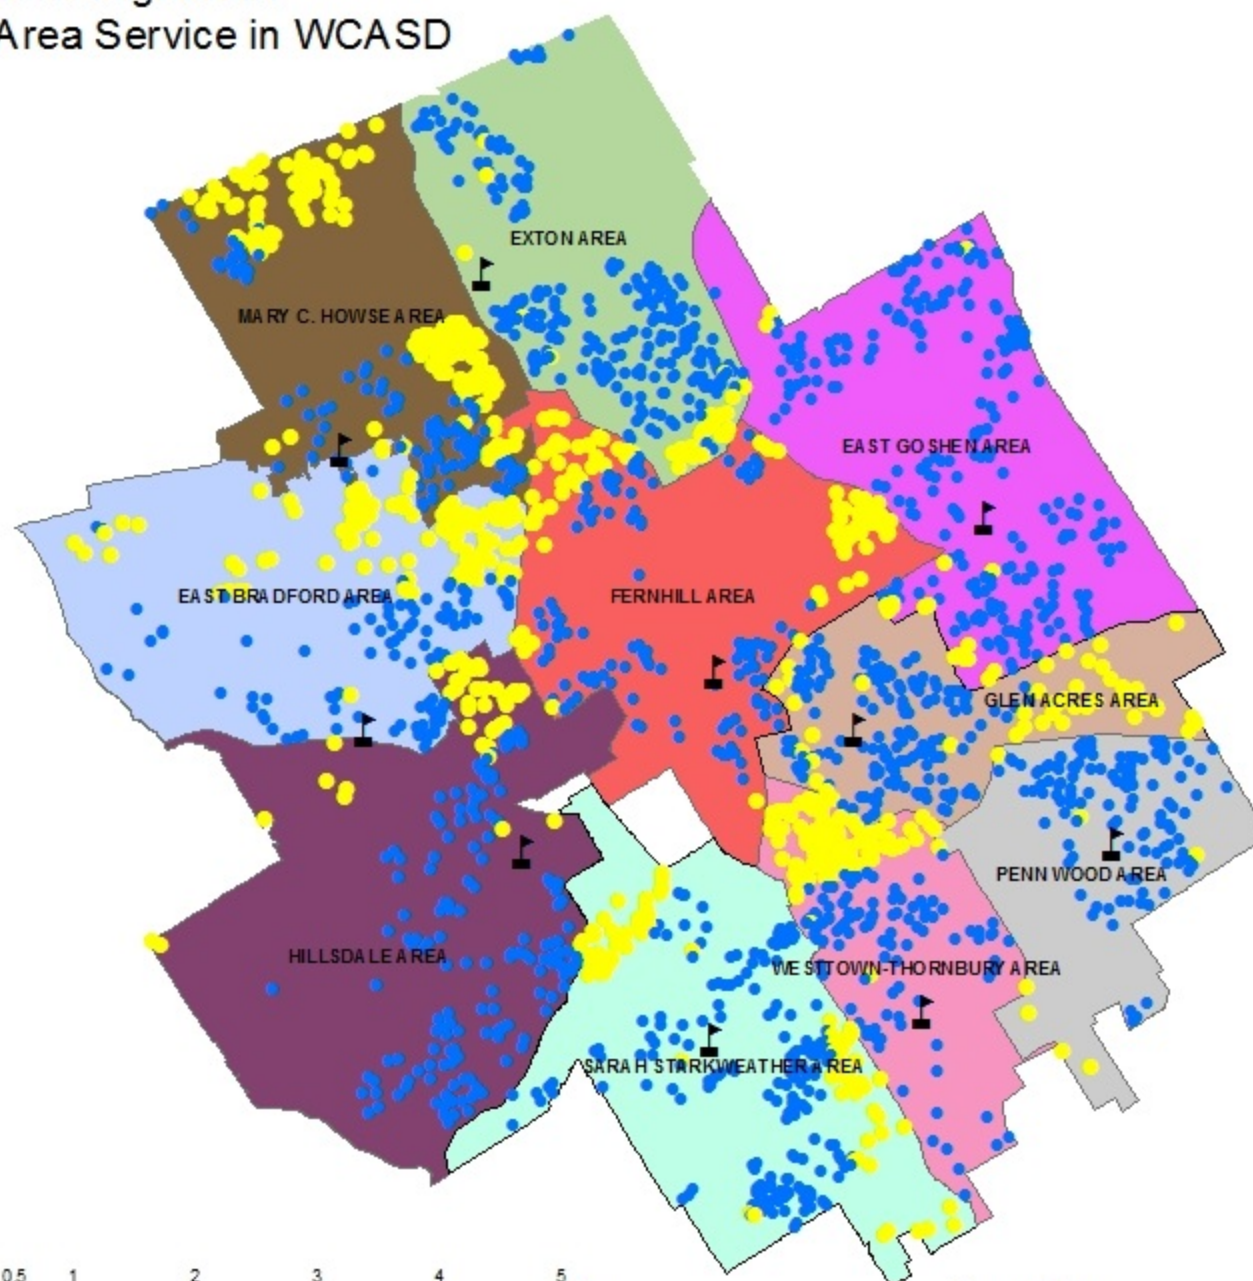 Area Service in WCASD
EXTON AREA
MARY C. HOWSE AREA
EAST GOSHEN AREA
EAST BRADFORD AREA
FERNHILL AREA
GLEN ACRES AREA
PENN WOOD AREA
HILLSDALE AREA
WESTTOWN-THORNBURY AREA
SARAH STARKWEATHER AREA
0.5 1 2 3 4 5